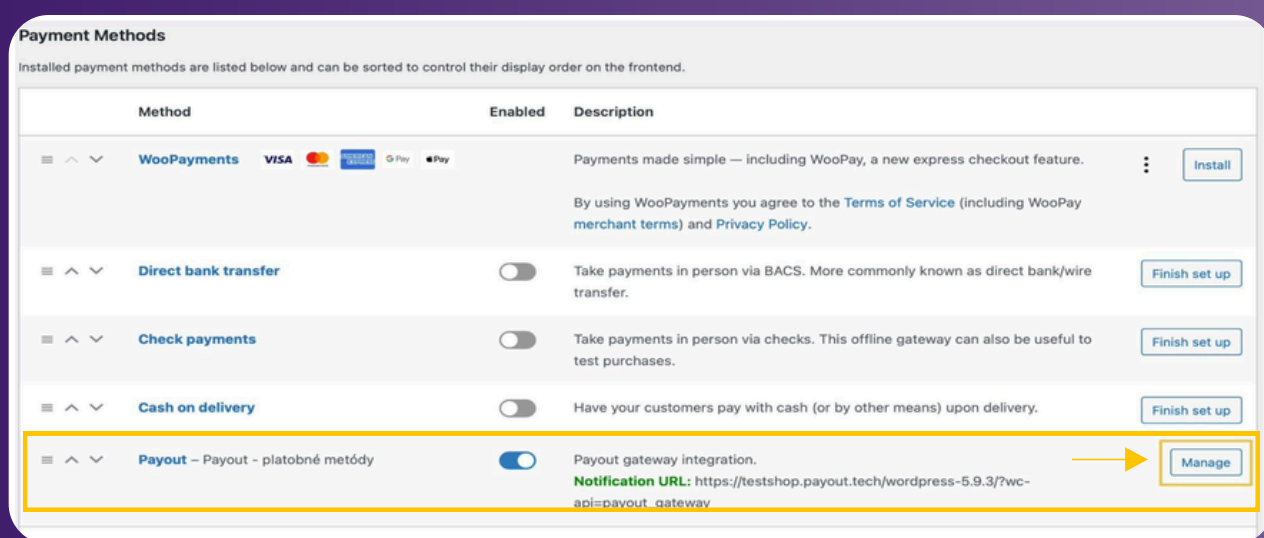 Payment Methods
Installed payment methods are listed below and can be sorted to control their display order on the frontend.
Method Enabled Description
WooPayments VISA AMERICAN EXPRESS G Pay Pay Payments made simple — including WooPay, a new express checkout feature. Install
By using WooPayments you agree to the Terms of Service (including WooPay
merchant terms) and Privacy Policy.
Direct bank transfer Take payments in person via BACS. More commonly known as direct bank/wire Finish set up
transfer.
Check payments Take payments in person via checks. This offline gateway can also be useful to Finish set up
test purchases.
Cash on delivery Have your customers pay with cash (or by other means) upon delivery. Finish set up
Payout – Payout - platobné metódy Payout gateway integration. Manage
Notification URL: https://testshop.payout.tech/wordpress-5.9.3/?wc-
api=payout_gateway